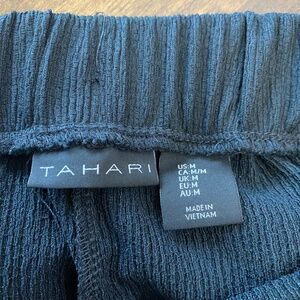 TAHARI
US:M
CA:M/M
UK:M
EU:M
AU:M
MADE IN
VIETNAM